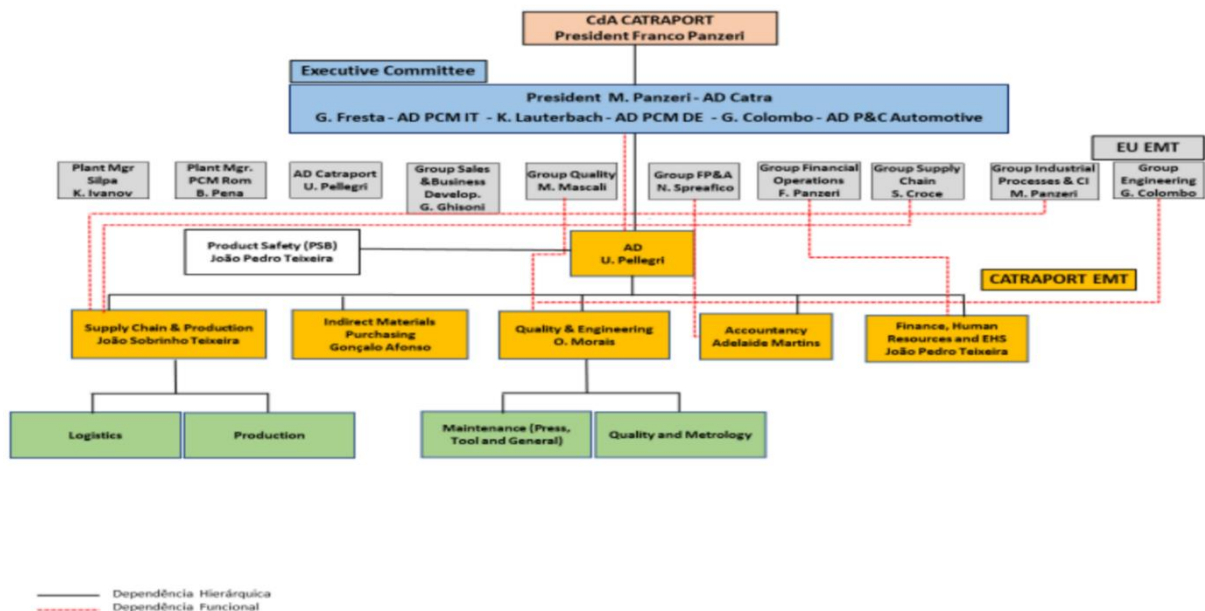 CdA CATRAPORT
President Franco Panzeri
Executive Committee
President M. Panzeri - AD Catra
G. Fresta - AD PCM IT - K. Lauterbach - AD PCM DE - G. Colombo - AD P&C Automotive
EU EMT
Plant Mgr
Silpa
K. Ivanov
Plant Mgr.
PCM Rom
B. Pena
AD Catraport
U. Pellegri
Group Sales
&Business
Develop.
G. Ghisoni
Group Quality
M. Mascali
Group FP&A
N. Spreafico
Group Financial
Operations
F. Panzeri
Group Supply
Chain
S. Croce
Group Industrial
Processes & CI
M. Panzeri
Group
Engineering
G. Colombo
Product Safety (PSB)
João Pedro Teixeira
AD
U. Pellegri
CATRAPORT EMT
Supply Chain & Production
João Sobrinho Teixeira
Indirect Materials
Purchasing
Gonçalo Afonso
Quality & Engineering
O. Morais
Accountancy
Adelaide Martins
Finance, Human
Resources and EHS
João Pedro Teixeira
Logistics
Production
Maintenance (Press,
Tool and General)
Quality and Metrology
Dependência Hierárquica
Dependência Funcional